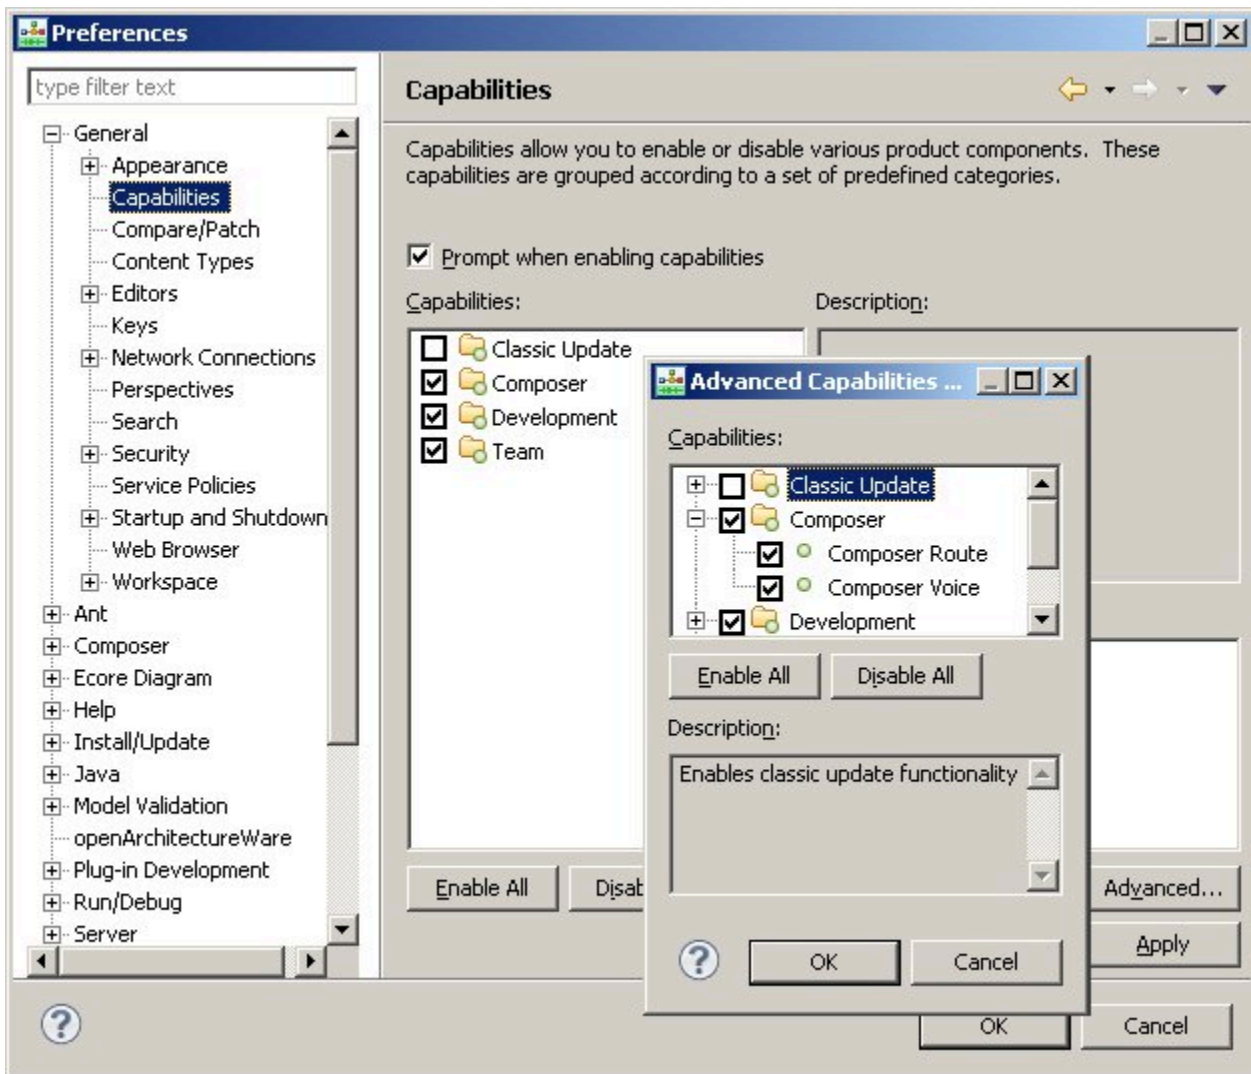 Preferences
type filter text
General
Appearance
Capabilities
Compare/Patch
Content Types
Editors
Keys
Network Connections
Perspectives
Search
Security
Service Policies
Startup and Shutdown
Web Browser
Workspace
Ant
Composer
Ecore Diagram
Help
Install/Update
Java
Model Validation
openArchitectureWare
Plug-in Development
Run/Debug
Server
Capabilities
Capabilities allow you to enable or disable various product components. These
capabilities are grouped according to a set of predefined categories.
Prompt when enabling capabilities
Capabilities:
Description:
Classic Update
Composer
Development
Team
Enable All
Advanced...
Apply
OK
Cancel
Advanced Capabilities ...
Capabilities:
Classic Update
Composer
Composer Route
Composer Voice
Development
Enable All
Disable All
Description:
Enables classic update functionality
OK
Cancel